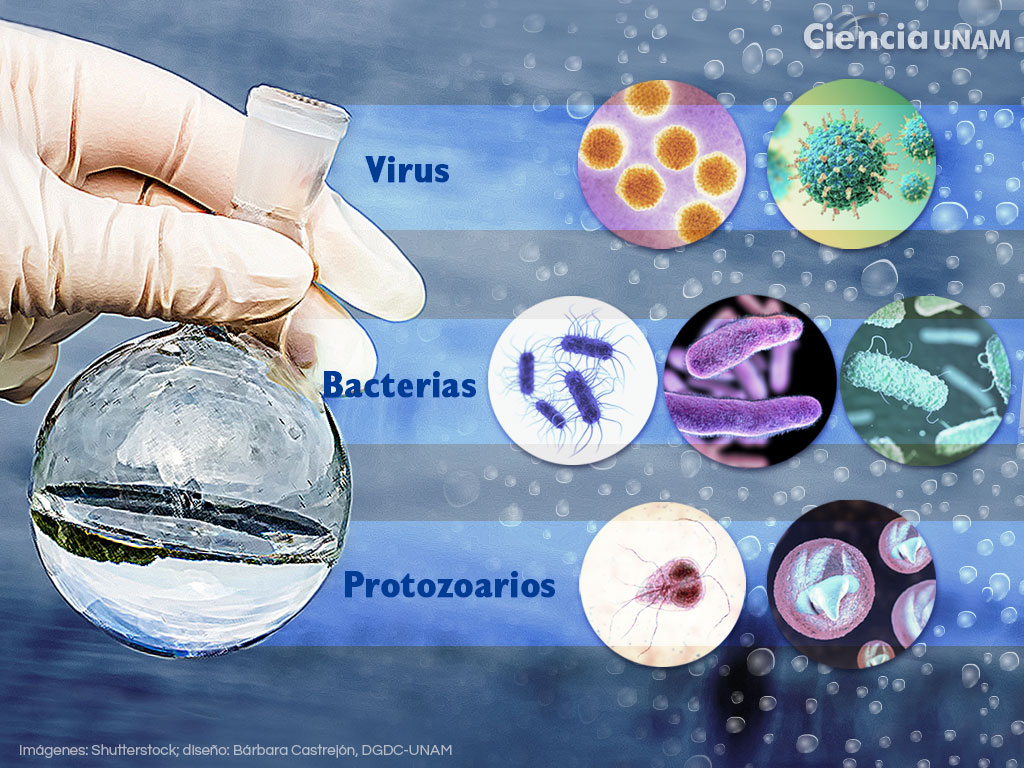 Ciencia UNAM
Virus
Bacterias
Protozoarios
Imágenes: Shutterstock; diseño: Bárbara Castrejón, DGDC-UNAM